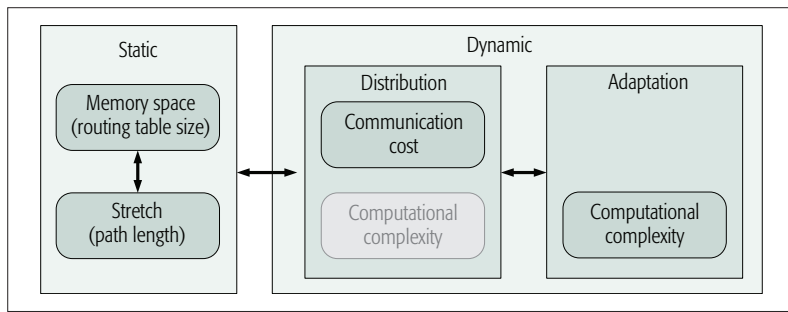 Static
Memory space
(routing table size)
Stretch
(path length)
Dynamic
Distribution
Communication
cost
Computational
complexity
Adaptation
Computational
complexity